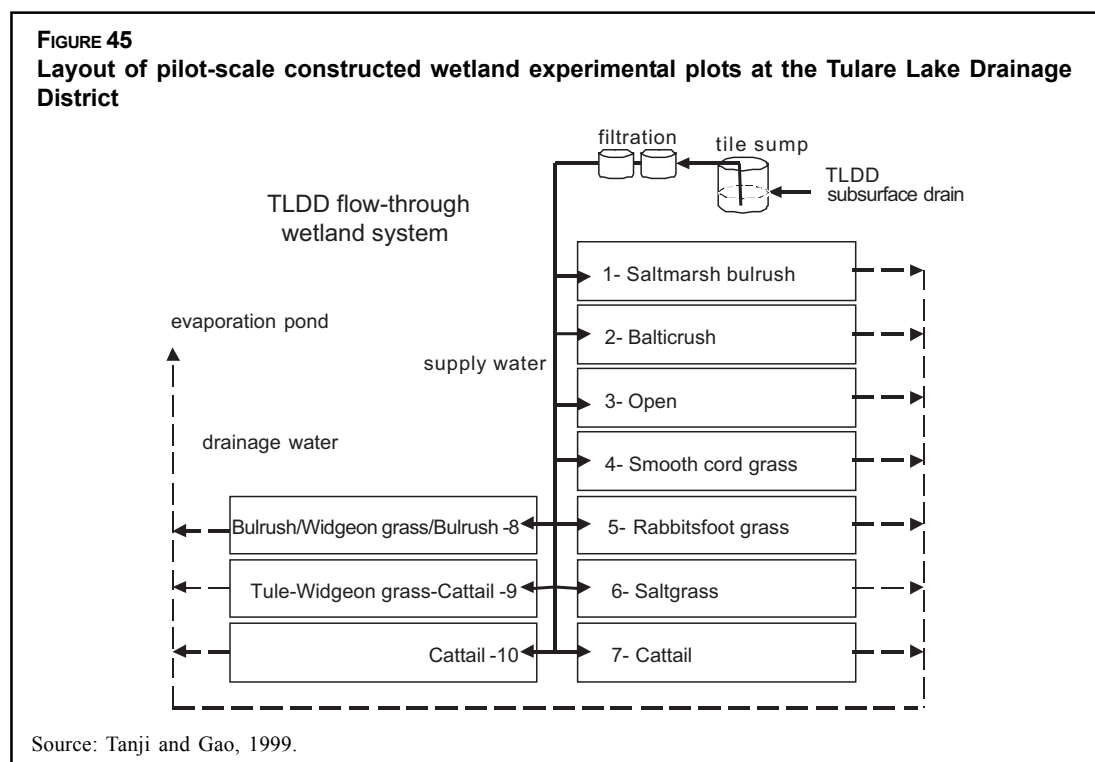 FIGURE 45
Layout of pilot-scale constructed wetland experimental plots at the Tulare Lake Drainage
District
filtration
tile sump
TLDD
subsurface drain
TLDD flow-through
wetland system
1- Saltmarsh bulrush
evaporation pond
2- Balticrush
supply water
3- Open
drainage water
4- Smooth cord grass
Bulrush/Widgeon grass/Bulrush -8
5- Rabbitsfoot grass
Tule-Widgeon grass-Cattail -9
6- Saltgrass
Cattail -10
7- Cattail
Source: Tanji and Gao, 1999.